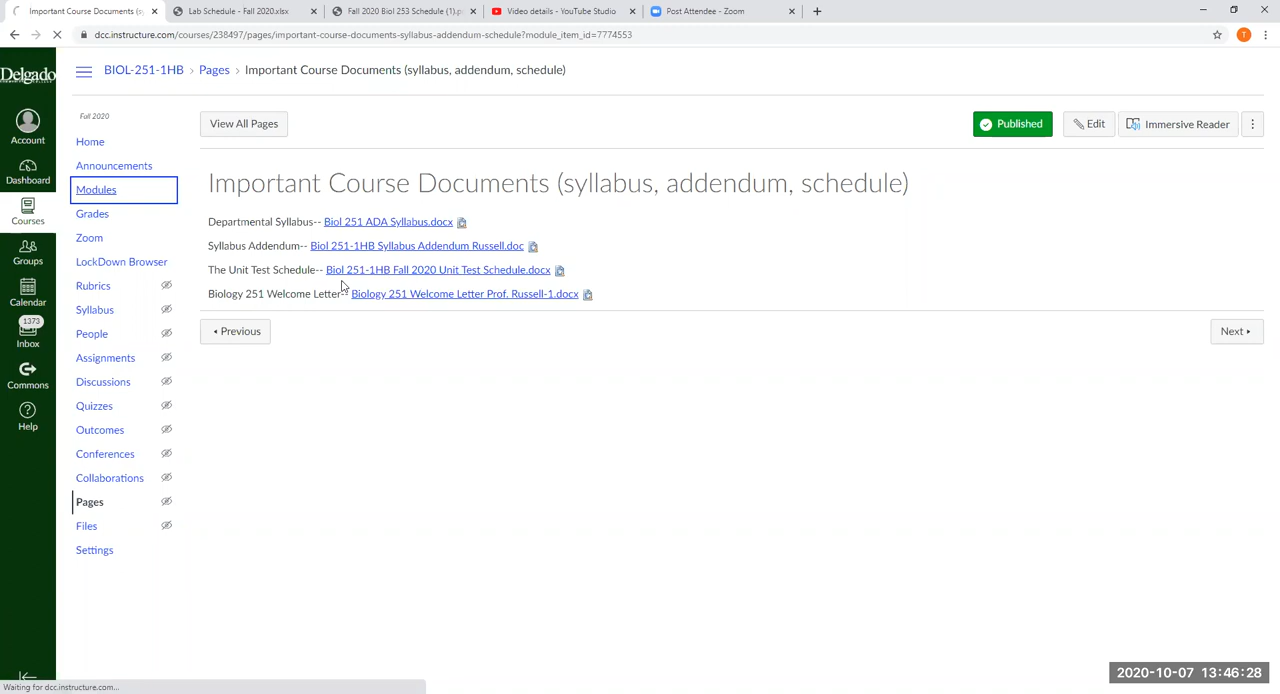 Important Course Documents (sy
Lab Schedule - Fall 2020.xlsx
Fall 2020 Biol 253 Schedule (1).p
Video details - YouTube Studio
Post Attendee - Zoom
dcc.instructure.com/courses/238497/pages/important-course-documents-syllabus-addendum-schedule?module_item_id=7774553
T
Delgado
BIOL-251-1HB › Pages › Important Course Documents (syllabus, addendum, schedule)
Fall 2020
View All Pages
Published
Edit
Immersive Reader
Account
Dashboard
Courses
Groups
Calendar
1373
Inbox
Commons
Help
Home
Announcements
Modules
Grades
Zoom
LockDown Browser
Rubrics
Syllabus
People
Assignments
Discussions
Quizzes
Outcomes
Conferences
Collaborations
Pages
Files
Settings
Important Course Documents (syllabus, addendum, schedule)
Departmental Syllabus-- Biol 251 ADA Syllabus.docx
Syllabus Addendum-- Biol 251-1HB Syllabus Addendum Russell.doc
The Unit Test Schedule-- Biol 251-1HB Fall 2020 Unit Test Schedule.docx
Biology 251 Welcome Letter-- Biology 251 Welcome Letter Prof. Russell-1.docx
◂ Previous
Next ▸
2020-10-07 13:46:28
Waiting for dcc.instructure.com...